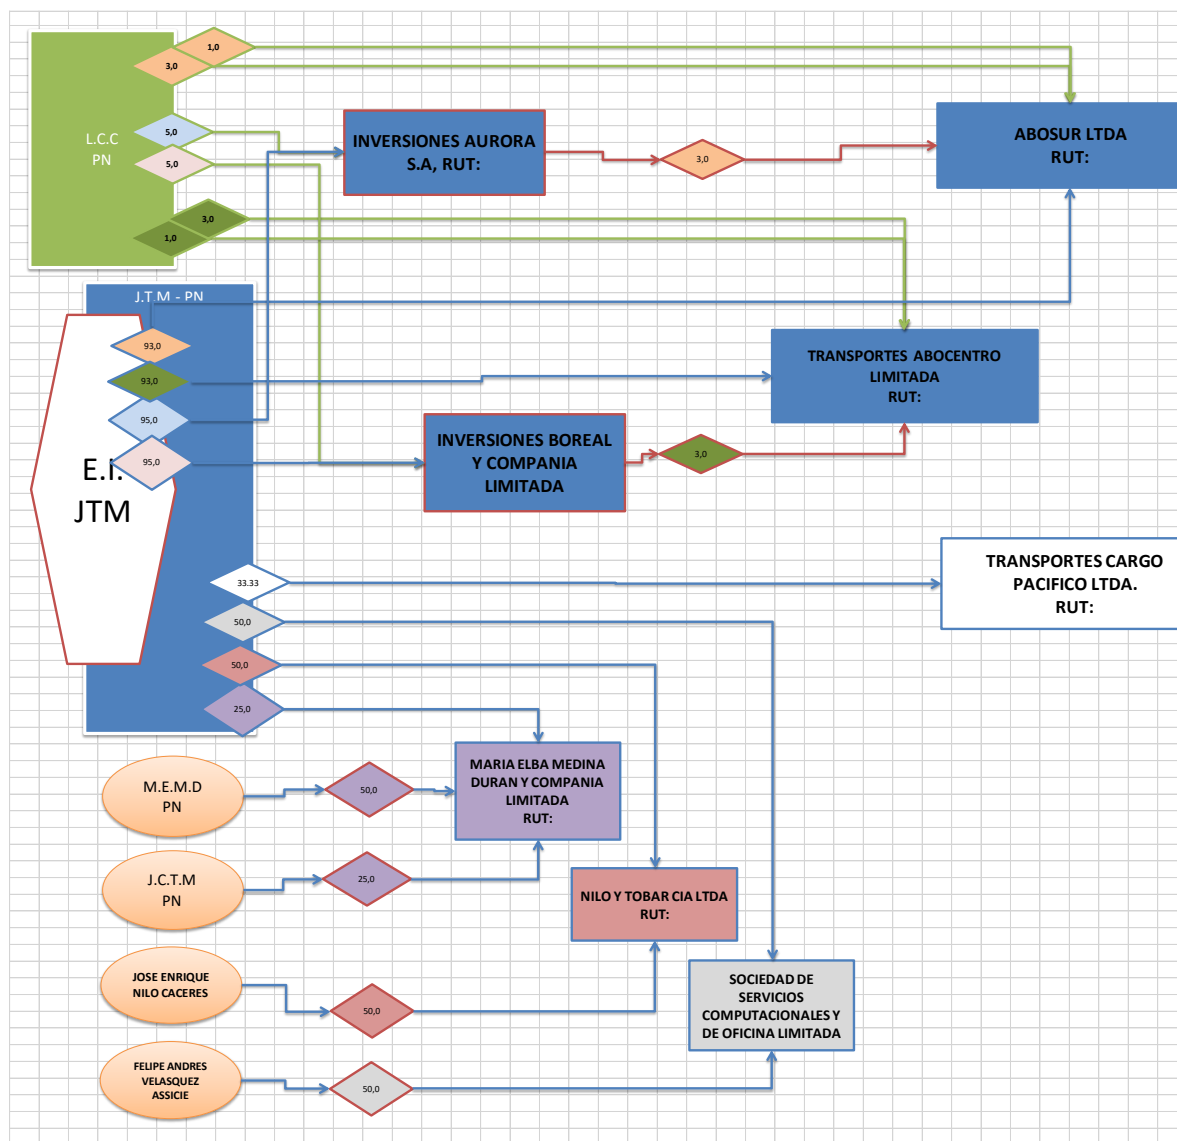 1,0
3,0
L.C.C
PN
5,0
5,0
3,0
1,0
INVERSIONES AURORA
S.A, RUT:
3,0
ABOSUR LTDA
RUT:
J.T.M - PN
93,0
93,0
95,0
95,0
E.I.
JTM
TRANSPORTES ABOCENTRO
LIMITADA
RUT:
INVERSIONES BOREAL
Y COMPANIA
LIMITADA
3,0
33.33
TRANSPORTES CARGO
PACIFICO LTDA.
RUT:
50,0
50,0
25,0
M.E.M.D
PN
50,0
MARIA ELBA MEDINA
DURAN Y COMPANIA
LIMITADA
RUT:
J.C.T.M
PN
25,0
NILO Y TOBAR CIA LTDA
RUT:
JOSE ENRIQUE
NILO CACERES
50,0
SOCIEDAD DE
SERVICIOS
COMPUTACIONALES Y
DE OFICINA LIMITADA
FELIPE ANDRES
VELASQUEZ
ASSICIE
50,0